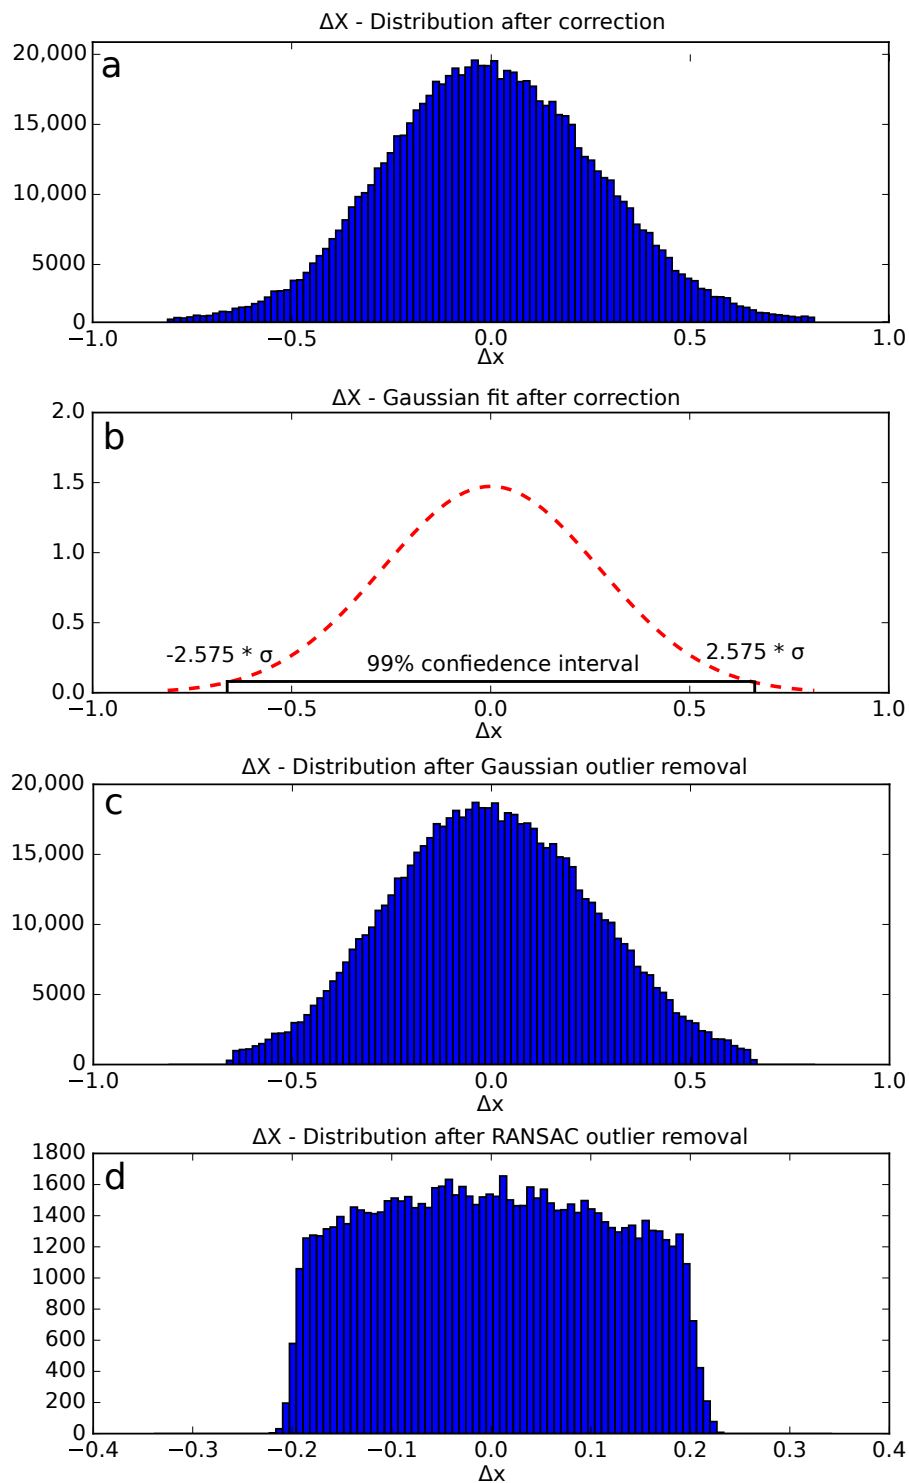 ΔX - Distribution after correction
a
20,000
15,000
10,000
5000
0
−1.0 −0.5 0.0 0.5 1.0
Δx
ΔX - Gaussian fit after correction
b
2.0
1.5
1.0
0.5
0.0
-2.575 * σ
2.575 * σ
99% confiedence interval
−1.0 −0.5 0.0 0.5 1.0
Δx
ΔX - Distribution after Gaussian outlier removal
c
20,000
15,000
10,000
5000
0
−1.0 −0.5 0.0 0.5 1.0
Δx
ΔX - Distribution after RANSAC outlier removal
d
1800
1600
1400
1200
1000
800
600
400
200
0
−0.4 −0.3 −0.2 −0.1 0.0 0.1 0.2 0.3 0.4
Δx